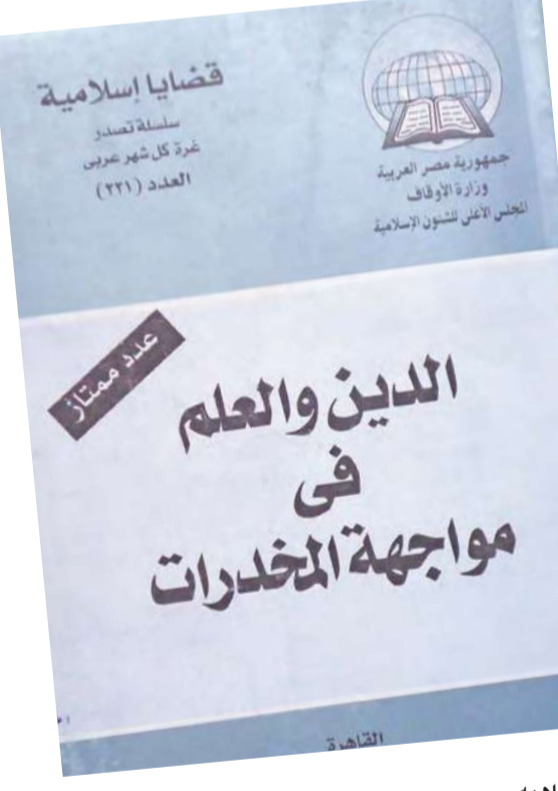 قضايا إسلامية
سلسلة تصدر
غرة كل شهر عربى
العدد (٢٢١)
جمهورية مصر العربية
وزارة الأوقاف
المجلس الأعلى للشئون الإسلامية
عدد ممتاز
الدين والعلم
فى
مواجهة المخدرات
القاهرة